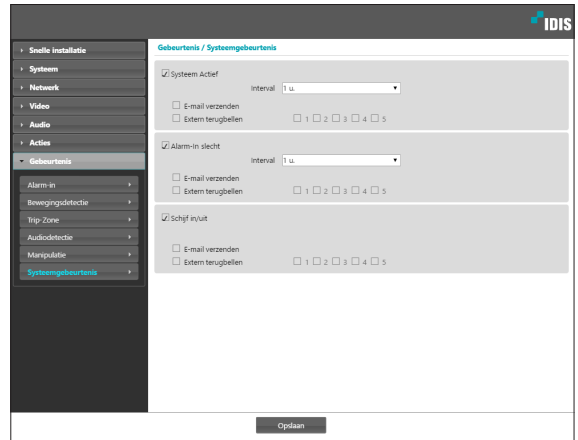 IDIS
Snelle installatie
Systeem
Netwerk
Video
Audio
Acties
Gebeurtenis
Alarm-in
Bewegingsdetectie
Trip-Zone
Audiodetectie
Manipulatie
Systeemgebeurtenis
Gebeurtenis / Systeemgebeurtenis
Systeem Actief
Interval 1 u.
E-mail verzenden
Extern terugbellen 1 2 3 4 5
Alarm-In slecht
Interval 1 u.
E-mail verzenden
Extern terugbellen 1 2 3 4 5
Schijf in/uit
E-mail verzenden
Extern terugbellen 1 2 3 4 5
Opslaan